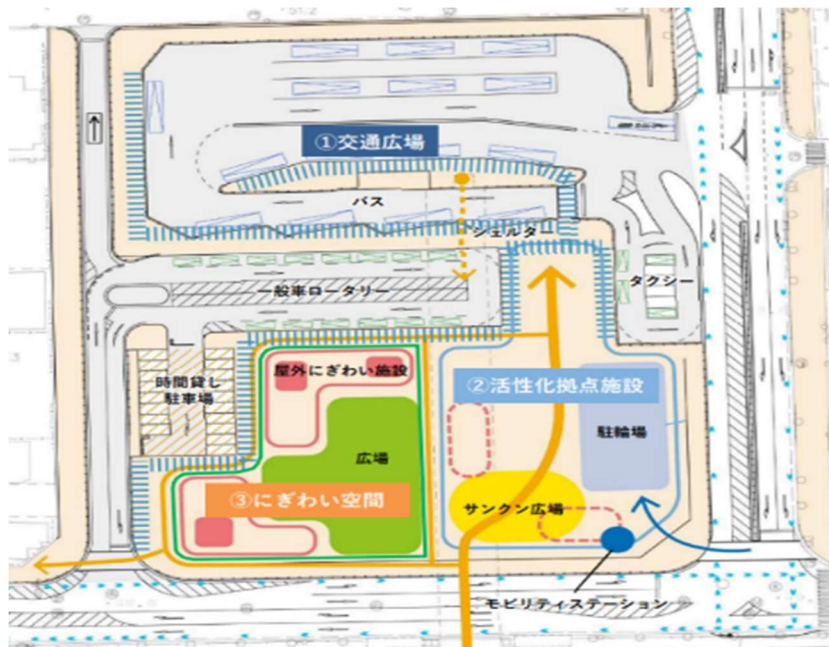 ①交通広場
バス
シェルター
一般車ロータリー
タクシー
時間貸し
駐車場
屋外にぎわい施設
②活性化拠点施設
広場
駐輪場
③にぎわい空間
サンクン広場
モビリティステーション